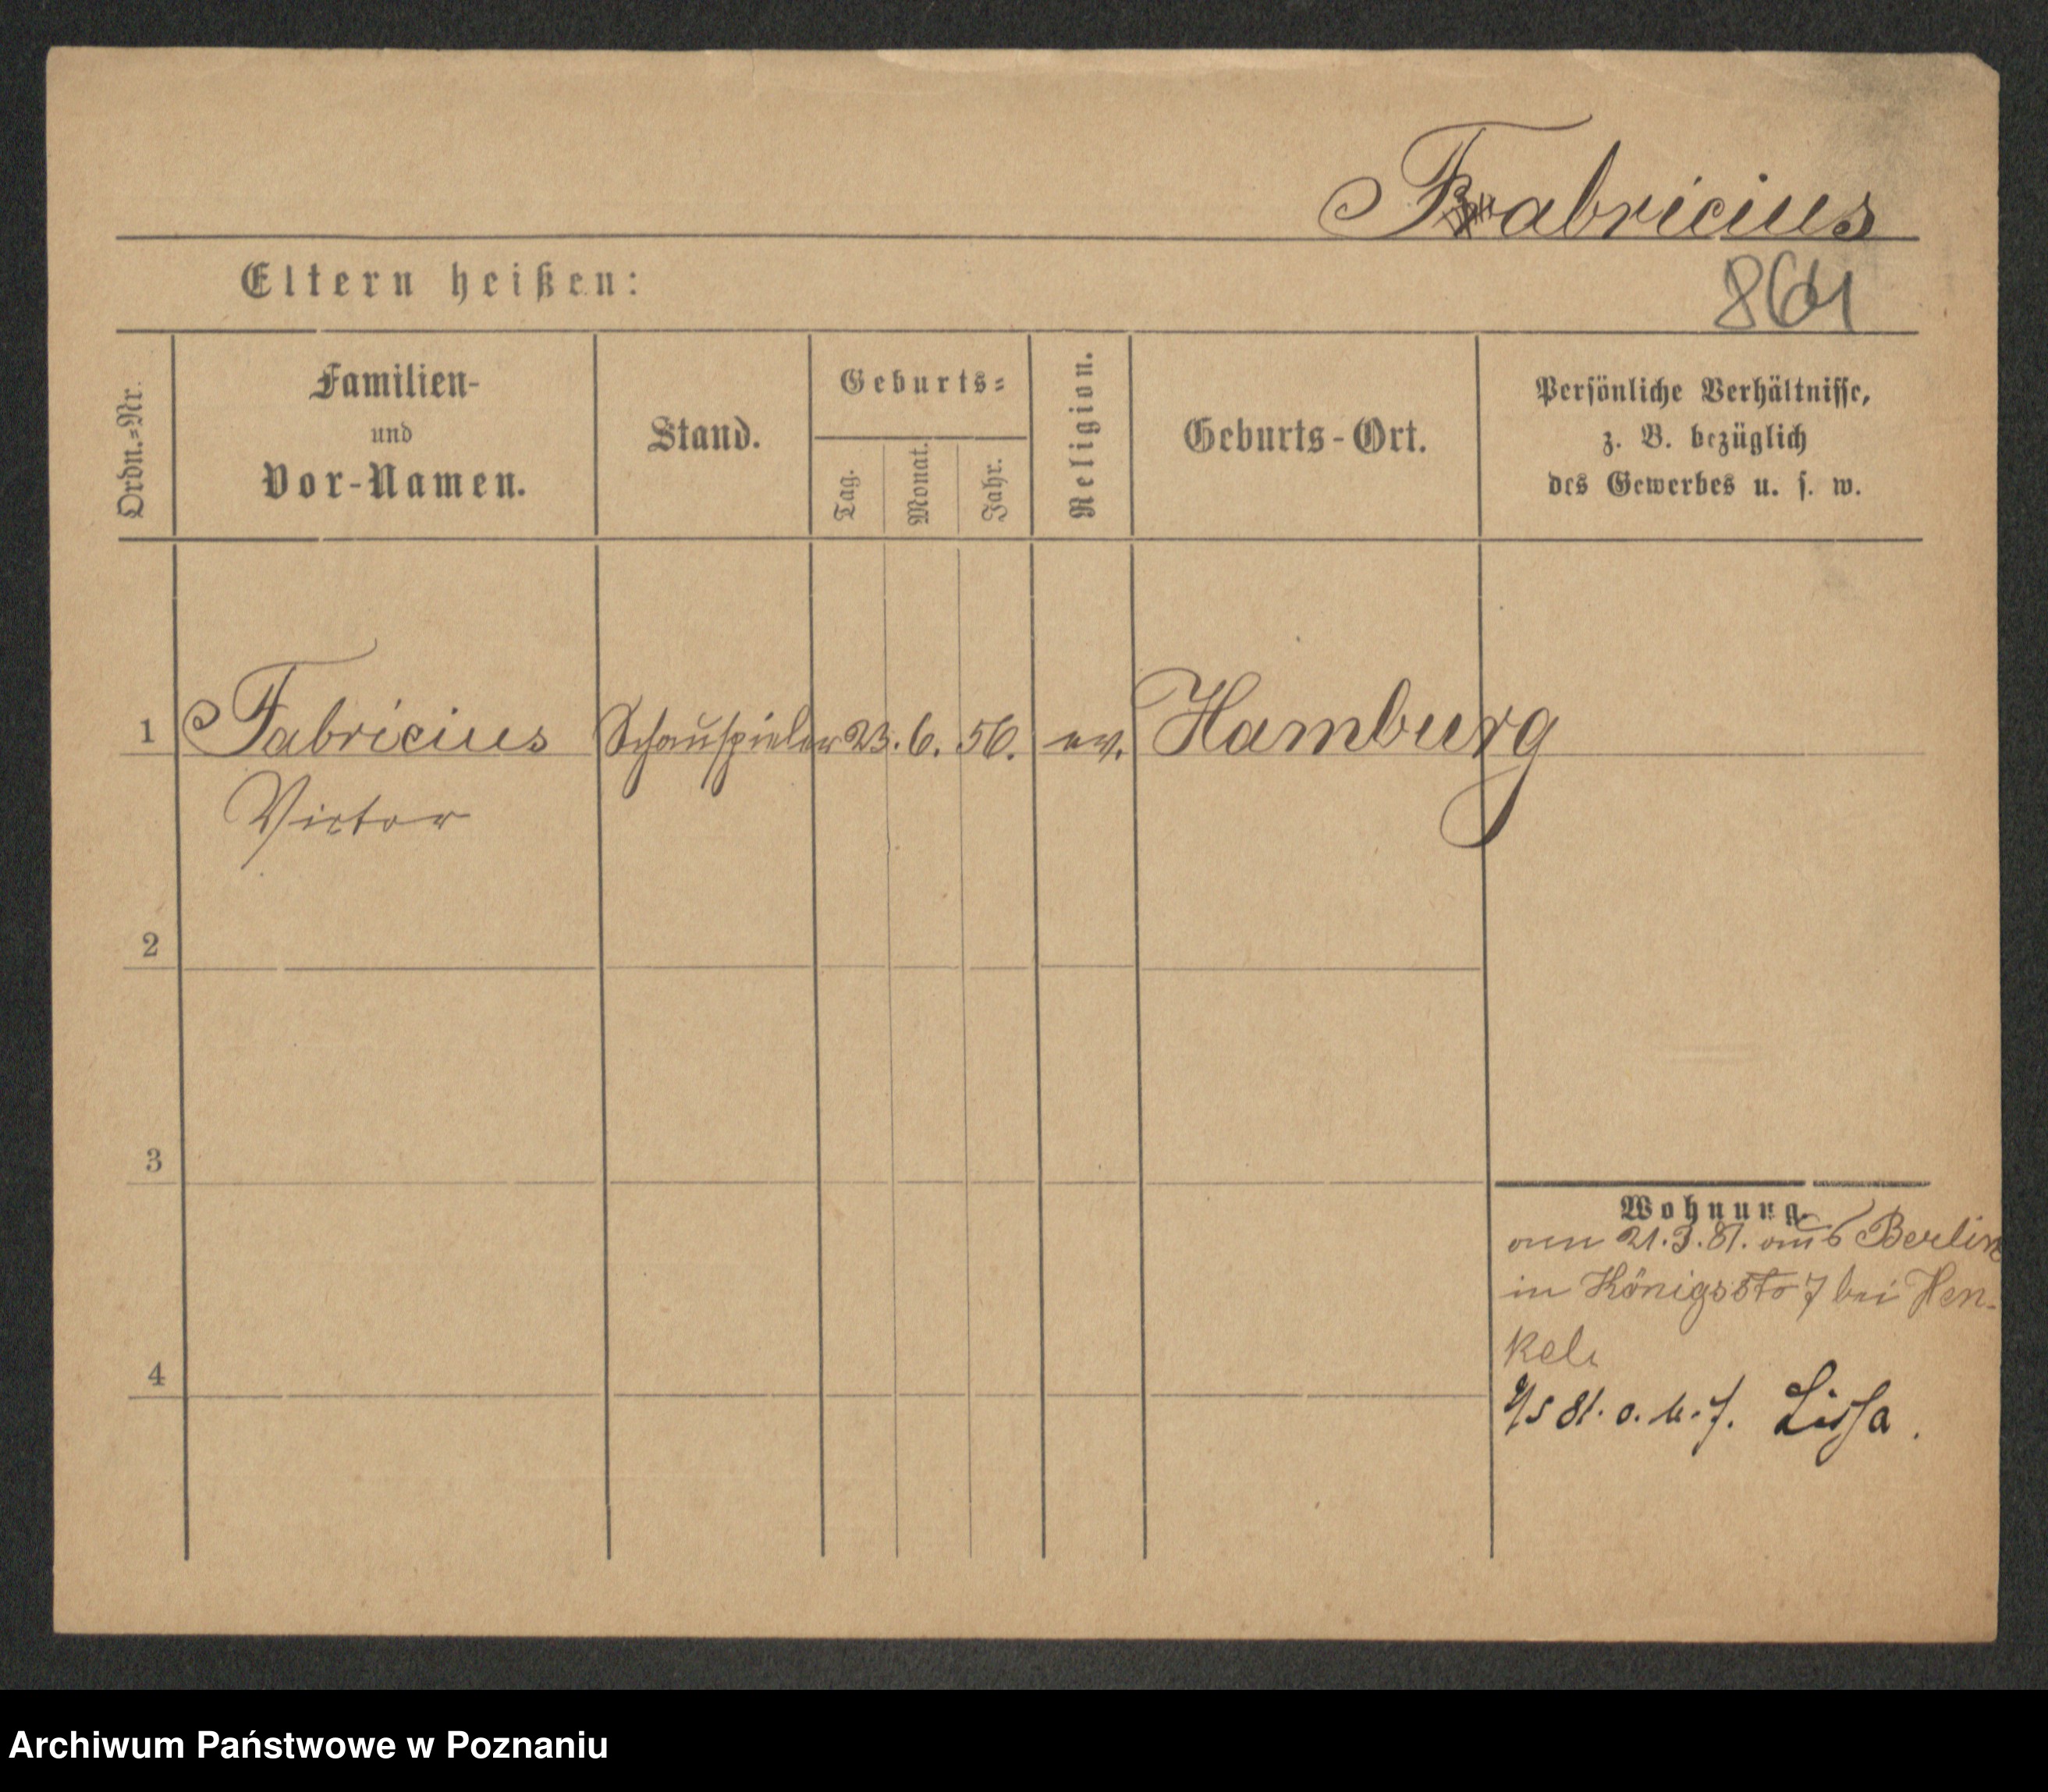 Fabricius
Eltern heißen:
864
Ordn.=Nr.
Familien-
und
Vor-Namen.
Stand.
Geburts=
Tag.
Monat.
Jahr.
Religion.
Geburts-Ort.
Persönliche Verhältnisse,
z. B. bezüglich
des Gewerbes u. s. w.
1 Fabricius Schauspieler 23. 6. 56. ev. Hamburg
Victor
2
3
4
Wohnung.
am 21.3.81. aus Berlin
in Königsstr 7 bei Hen-
kel.
81. Lissa.
Archiwum Państwowe w Poznaniu